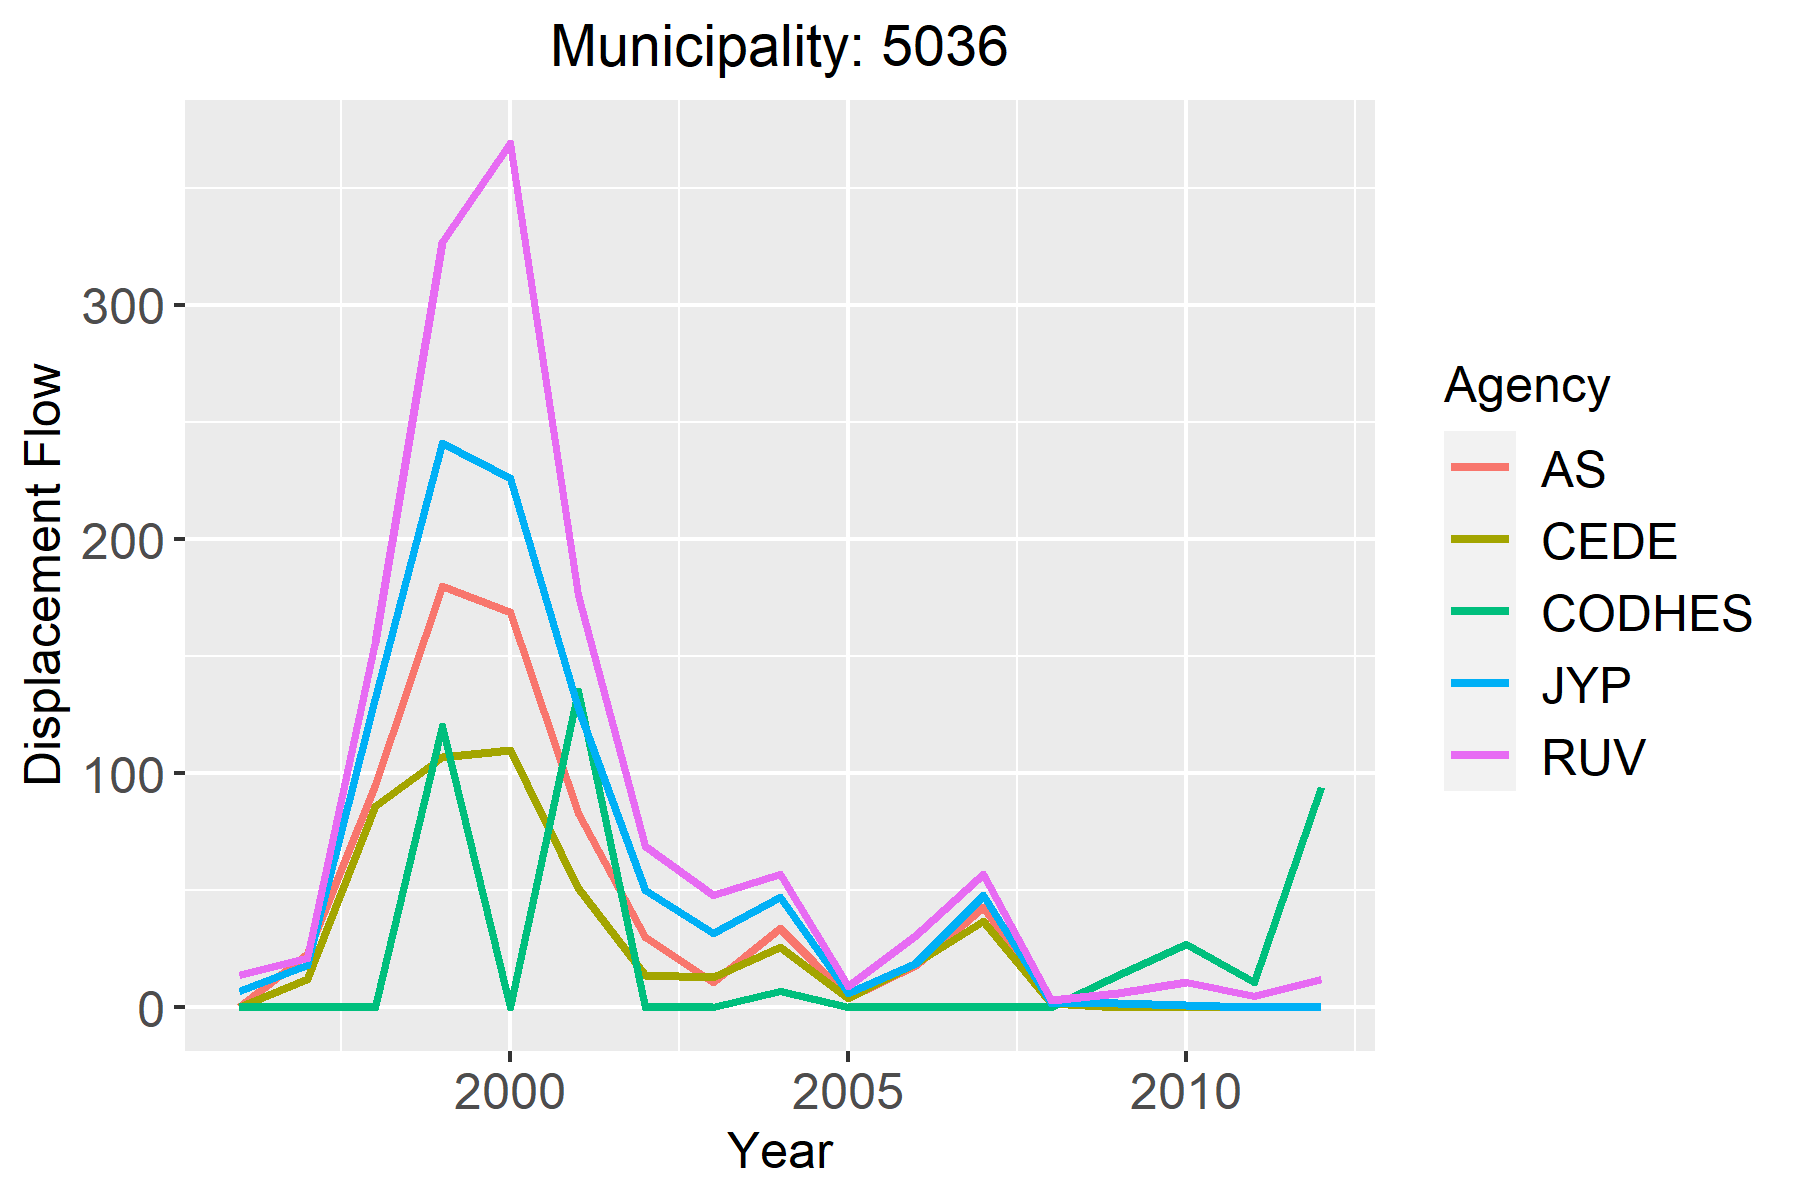 Municipality: 5036
Displacement Flow
300
200
100
0
2000 2005 2010
Year
Agency
AS
CEDE
CODHES
JYP
RUV